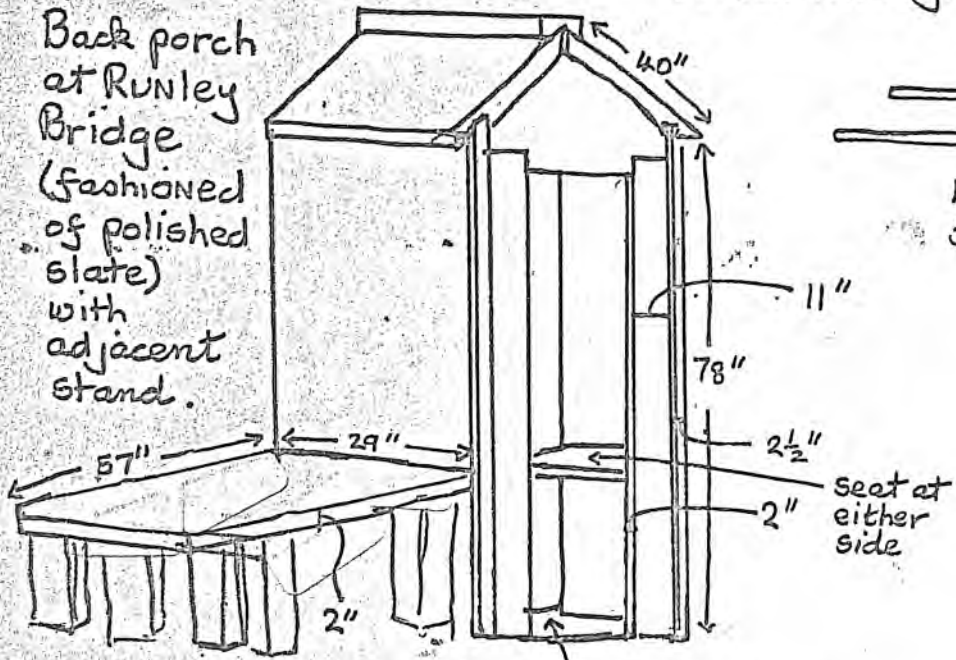 Back porch
at RUNley
Bridge
(fashioned
of polished
slate)
with
adjacent
stand.
40"
11"
78"
2½"
2"
seat at
either
side
57"
29"
2"